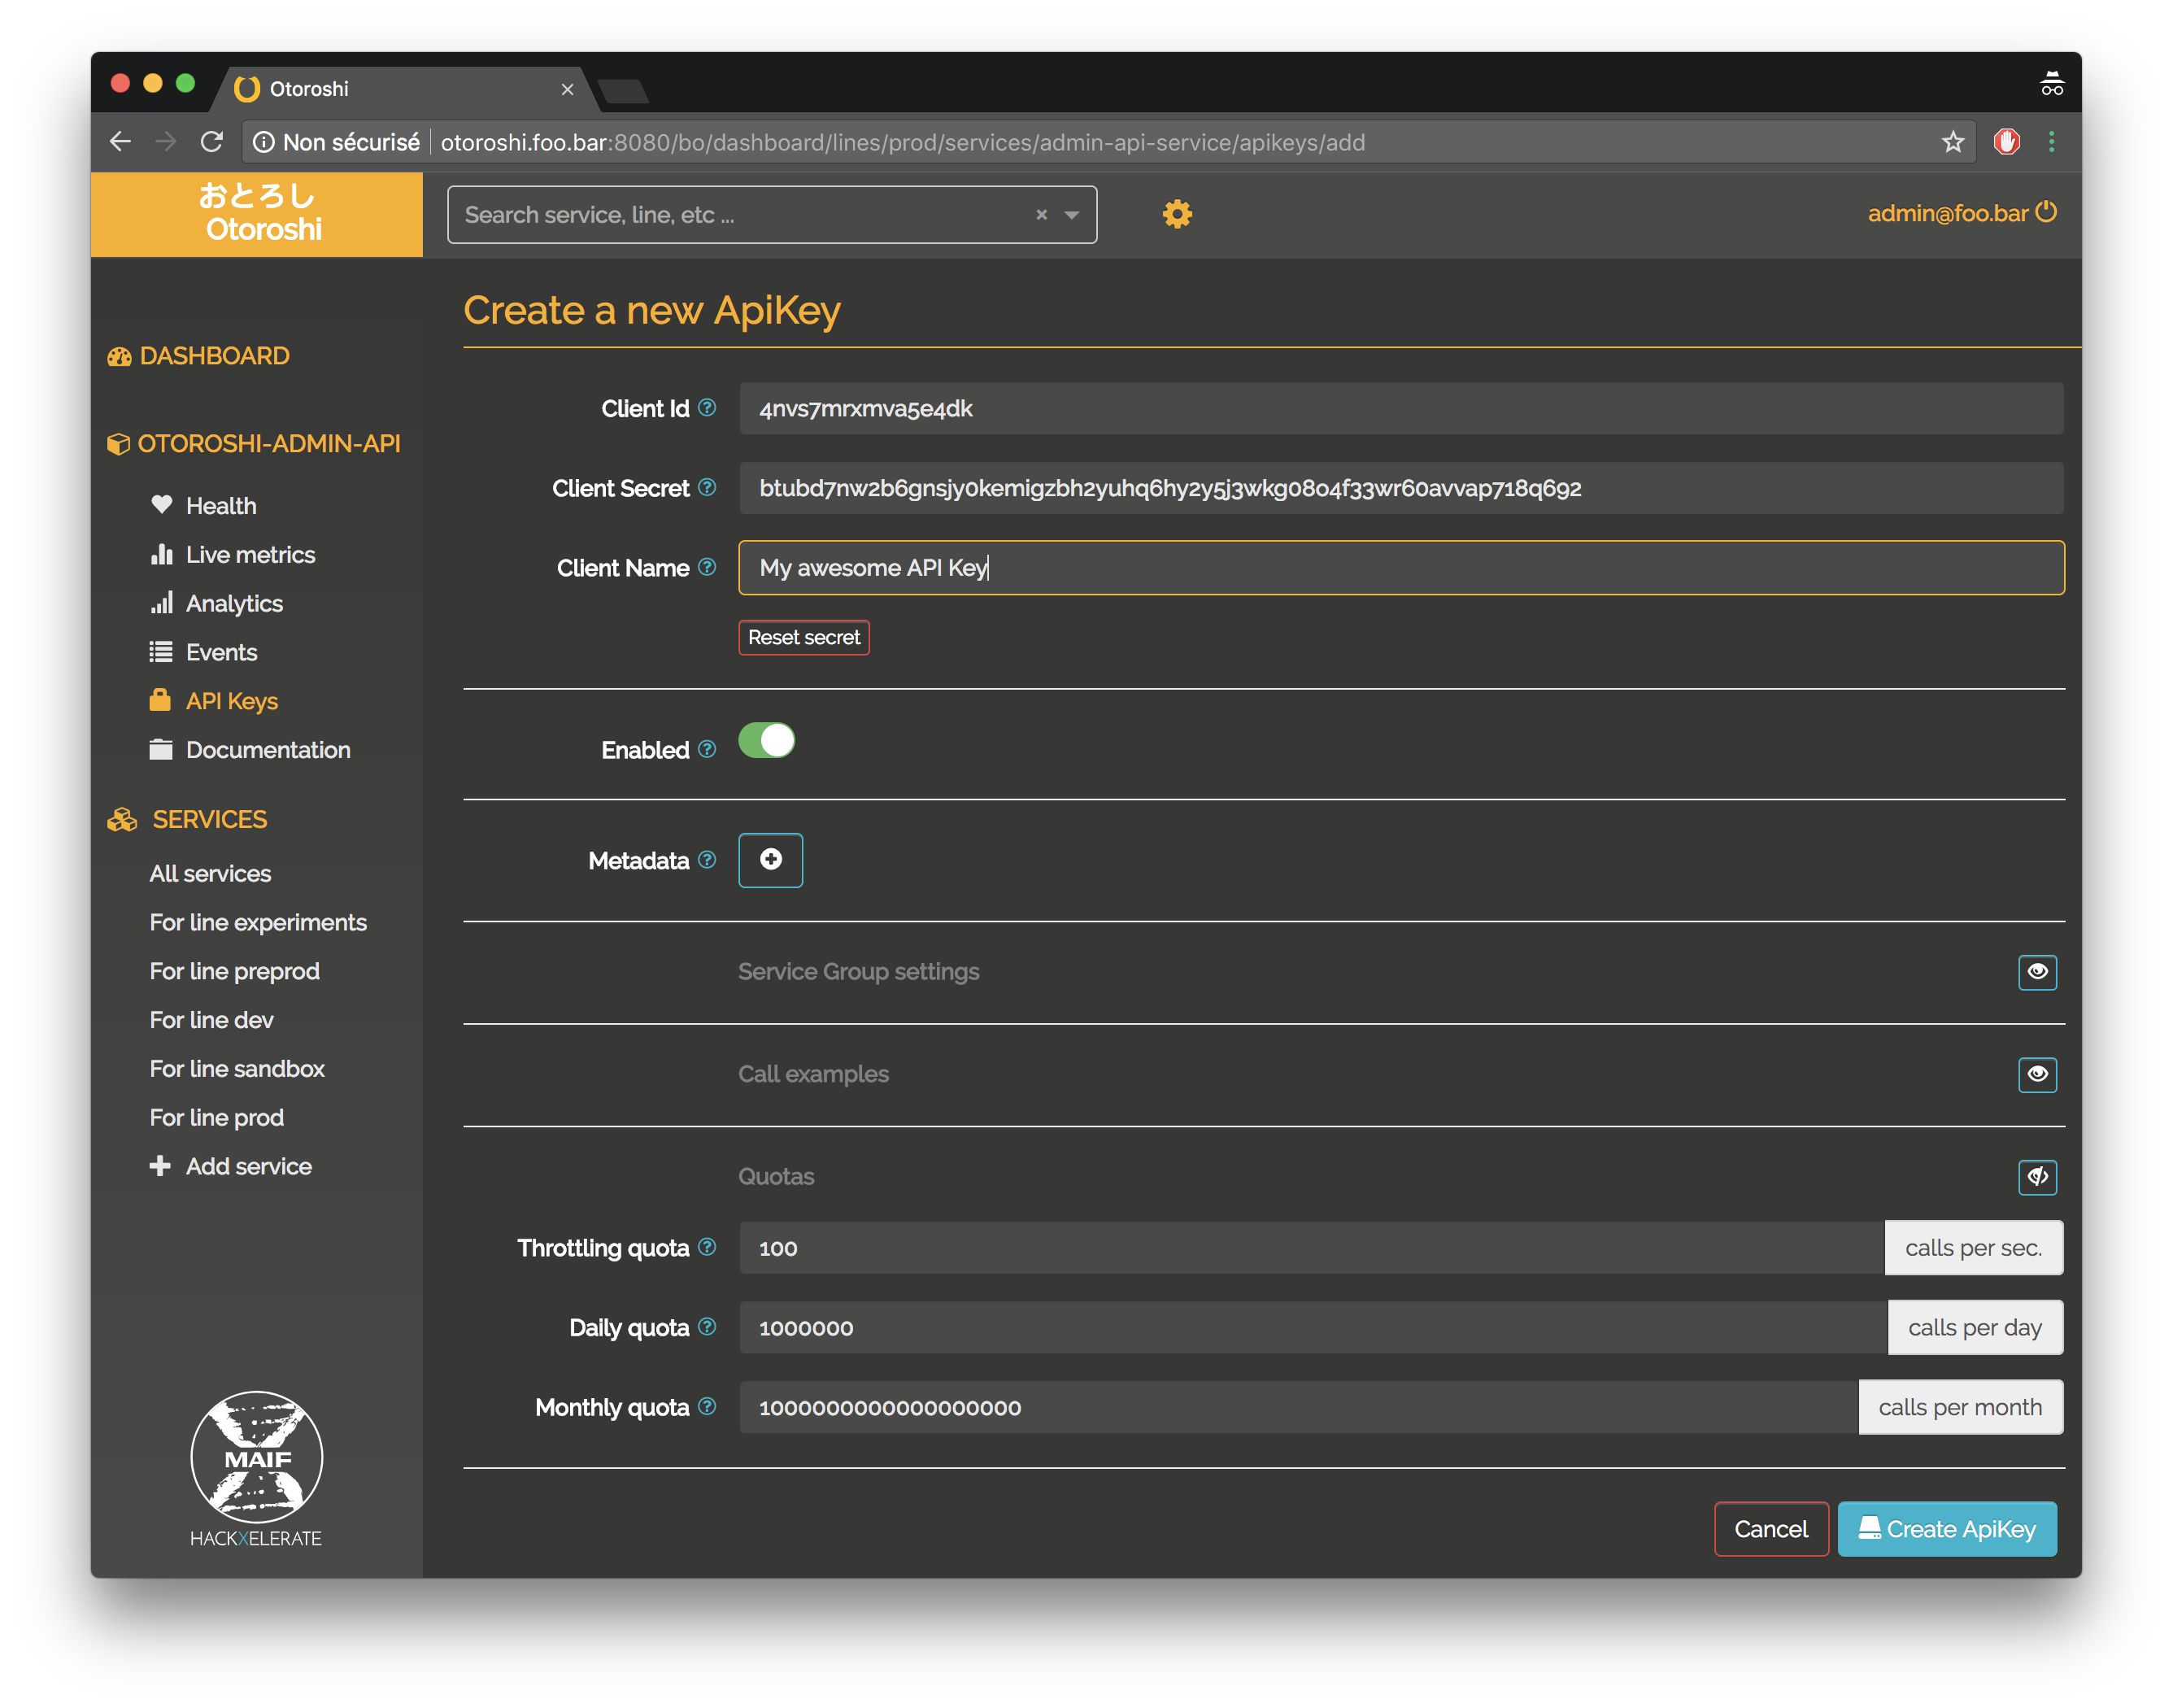 Otoroshi
Non sécurisé otoroshi.foo.bar:8080/bo/dashboard/lines/prod/services/admin-api-service/apikeys/add
おとろし
Otoroshi
Search service, line, etc ...
admin@foo.bar
DASHBOARD
OTOROSHI-ADMIN-API
Health
Live metrics
Analytics
Events
API Keys
Documentation
SERVICES
All services
For line experiments
For line preprod
For line dev
For line sandbox
For line prod
Add service
MAIF
HACKXELERATE
Create a new ApiKey
Client Id 4nvs7mrxmva5e4dk
Client Secret btubd7nw2b6gnsjy0kemigzbh2yuhq6hy2y5j3wkg08o4f33wr60avvap718q692
Client Name My awesome API Key
Reset secret
Enabled
Metadata
Service Group settings
Call examples
Quotas
Throttling quota 100 calls per sec.
Daily quota 1000000 calls per day
Monthly quota 1000000000000000000 calls per month
Cancel Create ApiKey